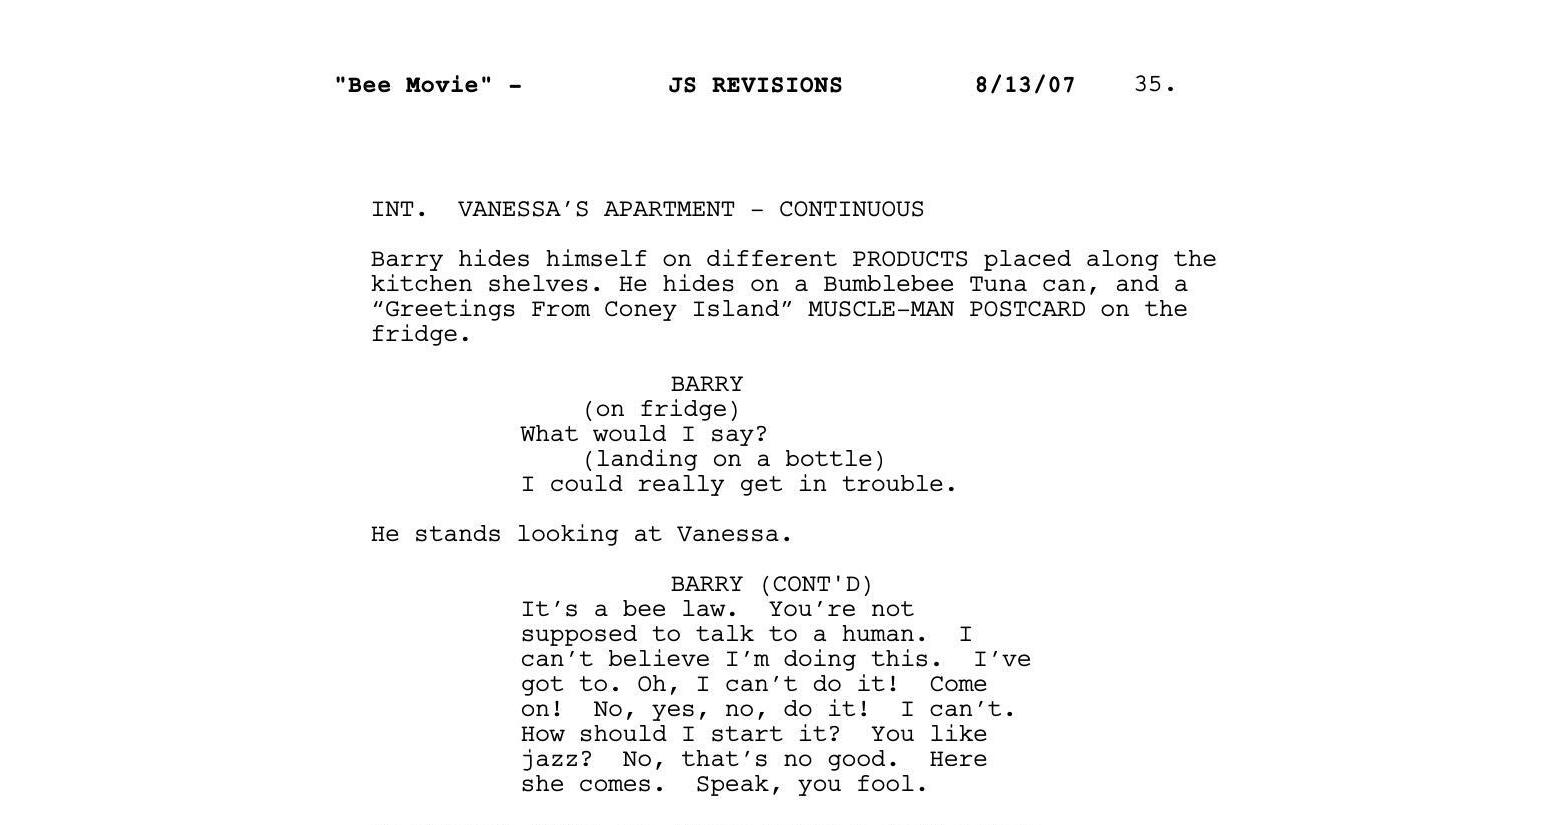 "Bee Movie" - JS REVISIONS 8/13/07 35.
INT.  VANESSA’S APARTMENT – CONTINUOUS
Barry hides himself on different PRODUCTS placed along the
kitchen shelves. He hides on a Bumblebee Tuna can, and a
“Greetings From Coney Island” MUSCLE–MAN POSTCARD on the
fridge.
BARRY
(on fridge)
What would I say?
(landing on a bottle)
I could really get in trouble.
He stands looking at Vanessa.
BARRY (CONT'D)
It’s a bee law.  You’re not
supposed to talk to a human.  I
can’t believe I’m doing this.  I’ve
got to. Oh, I can’t do it!  Come
on!  No, yes, no, do it!  I can’t.
How should I start it?  You like
jazz?  No, that’s no good.  Here
she comes.  Speak, you fool.